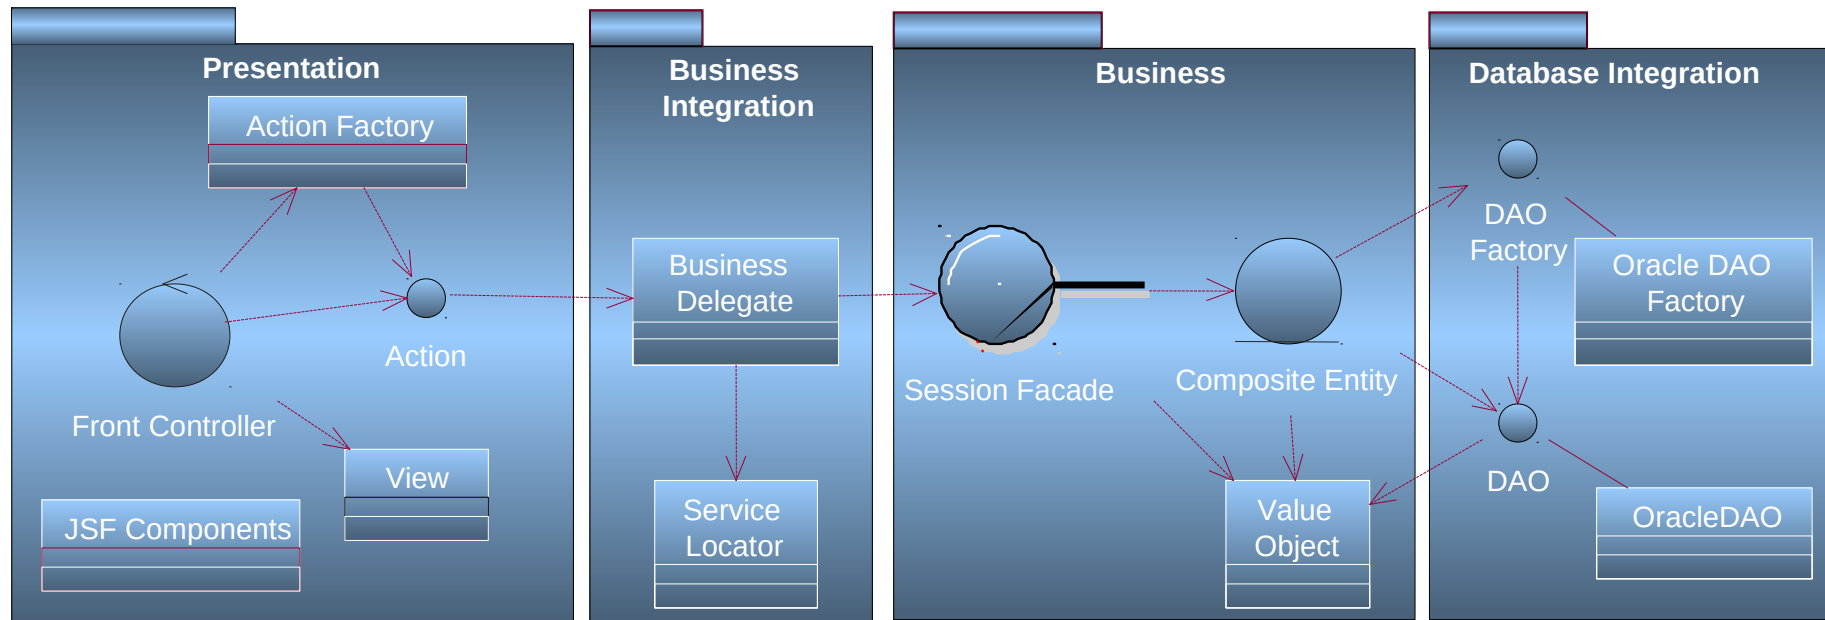 Presentation
Action Factory
Action
Front Controller
View
JSF Components
Business
Integration
Business
Delegate
Service
Locator
Business
Session Facade
Composite Entity
Value
Object
Database Integration
DAO
Factory
Oracle DAO
Factory
DAO
OracleDAO